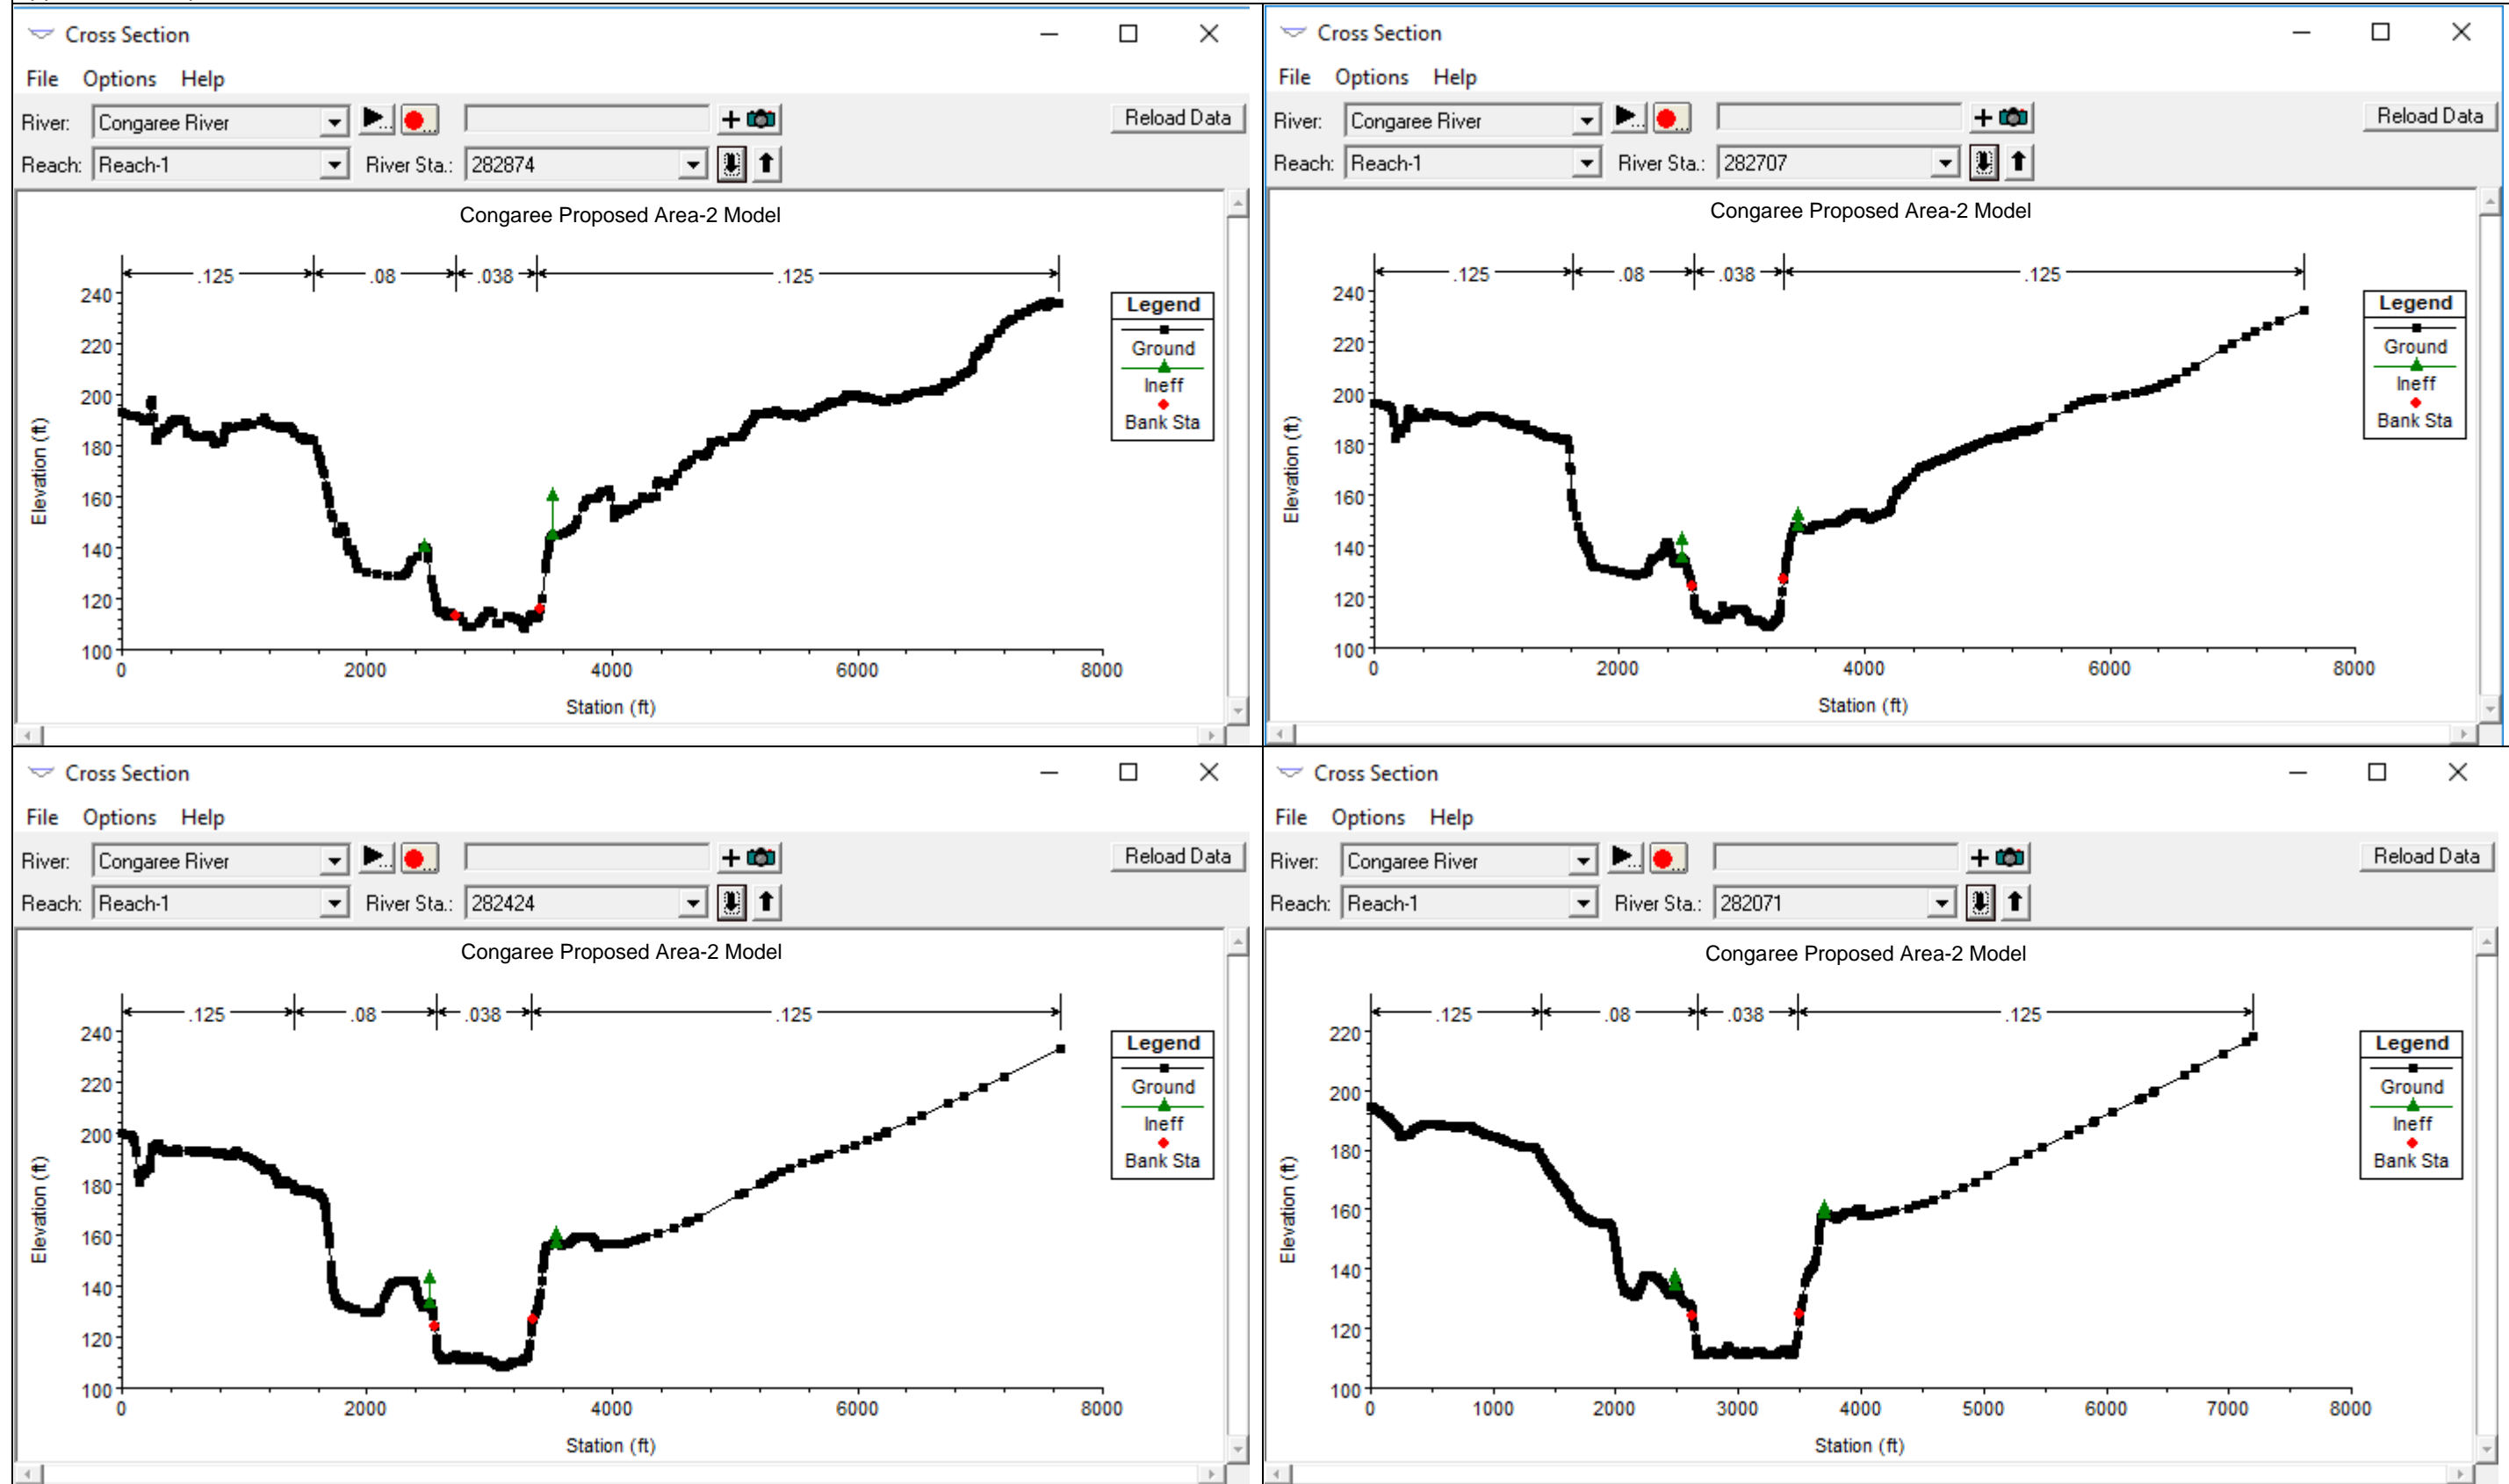 Cross Section
File Options Help
River: Congaree River Reload Data
Reach: Reach-1 River Sta.: 282874
Congaree Proposed Area-2 Model
.125 .08 .038 .125
240
220
200
180
160
140
120
100
Elevation (ft)
0 2000 4000 6000 8000
Station (ft)
Legend
Ground
Ineff
Bank Sta
Cross Section
File Options Help
River: Congaree River Reload Data
Reach: Reach-1 River Sta.: 282707
Congaree Proposed Area-2 Model
.125 .08 .038 .125
240
220
200
180
160
140
120
100
Elevation (ft)
0 2000 4000 6000 8000
Station (ft)
Legend
Ground
Ineff
Bank Sta
Cross Section
File Options Help
River: Congaree River Reload Data
Reach: Reach-1 River Sta.: 282424
Congaree Proposed Area-2 Model
.125 .08 .038 .125
240
220
200
180
160
140
120
100
Elevation (ft)
0 2000 4000 6000 8000
Station (ft)
Legend
Ground
Ineff
Bank Sta
Cross Section
File Options Help
River: Congaree River Reload Data
Reach: Reach-1 River Sta.: 282071
Congaree Proposed Area-2 Model
.125 .08 .038 .125
220
200
180
160
140
120
100
Elevation (ft)
0 1000 2000 3000 4000 5000 6000 7000 8000
Station (ft)
Legend
Ground
Ineff
Bank Sta